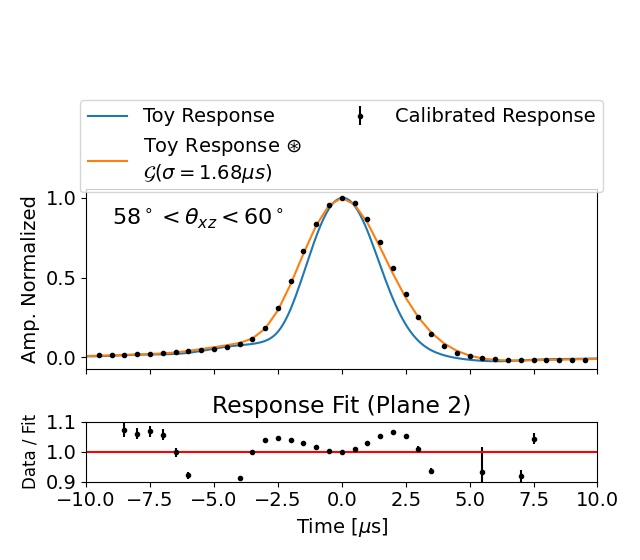 Toy Response
Calibrated Response
Toy Response ⊛
𝒢(σ = 1.68μs)
58° < θxz < 60°
Amp. Normalized
1.0
0.5
0.0
Response Fit (Plane 2)
Data / Fit
1.1
1.0
0.9
−10.0 −7.5 −5.0 −2.5 0.0 2.5 5.0 7.5 10.0
Time [μs]